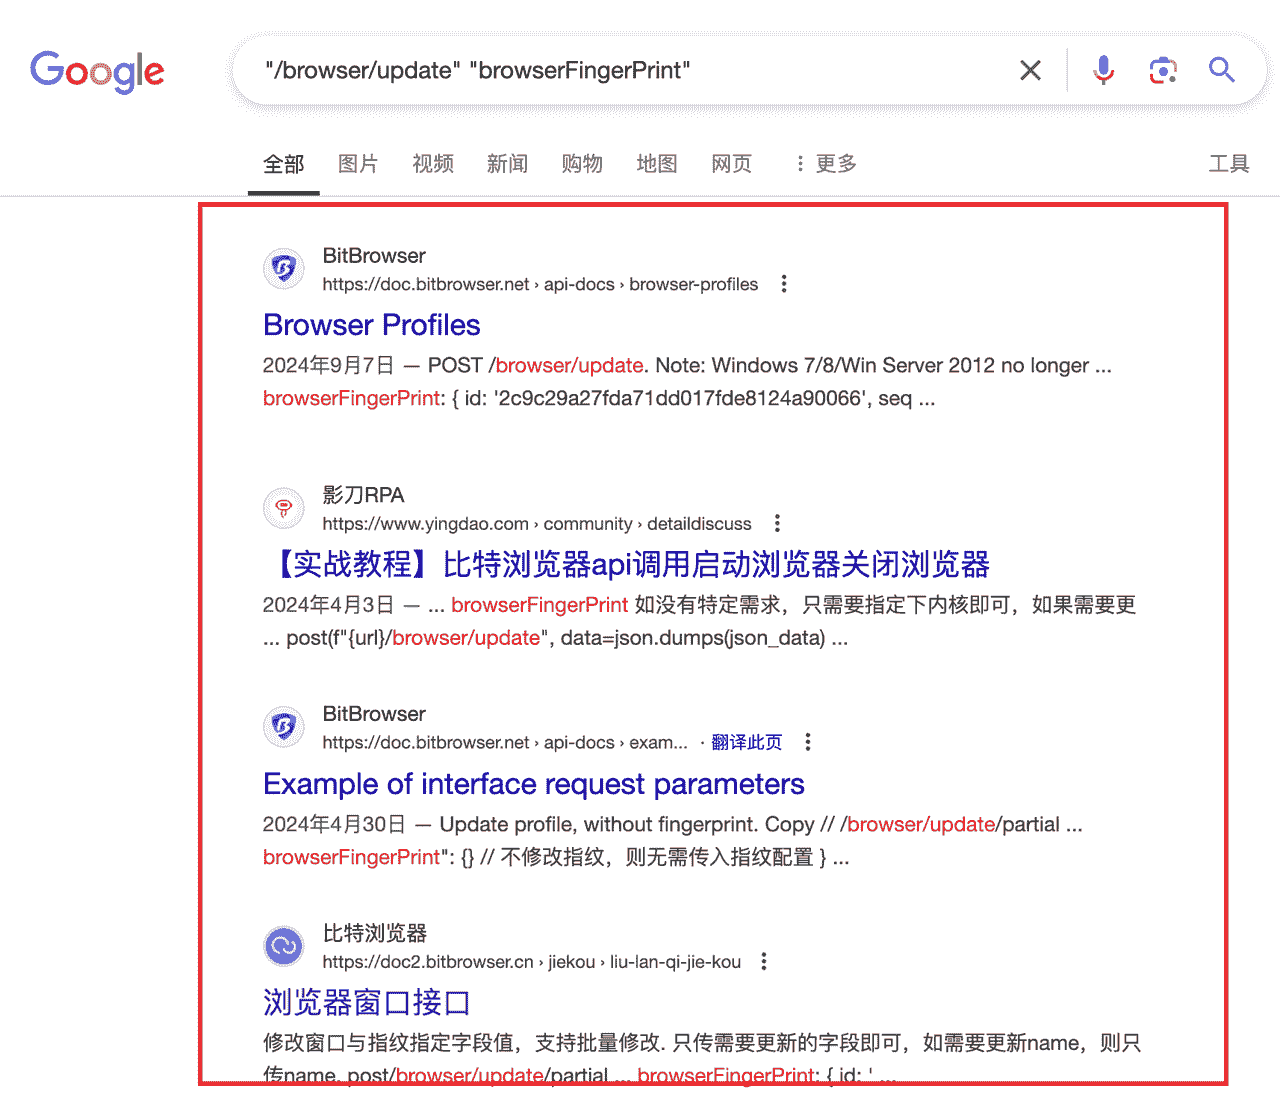 Google
"/browser/update" "browserFingerPrint"
全部 图片 视频 新闻 购物 地图 网页 更多 工具
BitBrowser
https://doc.bitbrowser.net › api-docs › browser-profiles
Browser Profiles
2024年9月7日 — POST /browser/update. Note: Windows 7/8/Win Server 2012 no longer ...
browserFingerPrint: { id: '2c9c29a27fda71dd017fde8124a90066', seq ...
影刀RPA
https://www.yingdao.com › community › detaildiscuss
【实战教程】比特浏览器api调用启动浏览器关闭浏览器
2024年4月3日 — ... browserFingerPrint 如没有特定需求，只需要指定下内核即可，如果需要更
... post(f"{url}/browser/update", data=json.dumps(json_data) ...
BitBrowser
https://doc.bitbrowser.net › api-docs › exam... · 翻译此页
Example of interface request parameters
2024年4月30日 — Update profile, without fingerprint. Copy // /browser/update/partial ...
browserFingerPrint": {} // 不修改指纹，则无需传入指纹配置 } ...
比特浏览器
https://doc2.bitbrowser.cn › jiekou › liu-lan-qi-jie-kou
浏览器窗口接口
修改窗口与指纹指定字段值，支持批量修改. 只传需要更新的字段即可，如需要更新name，则只
传name. post/browser/update/partial ... browserFingerPrint: { id: ' ...